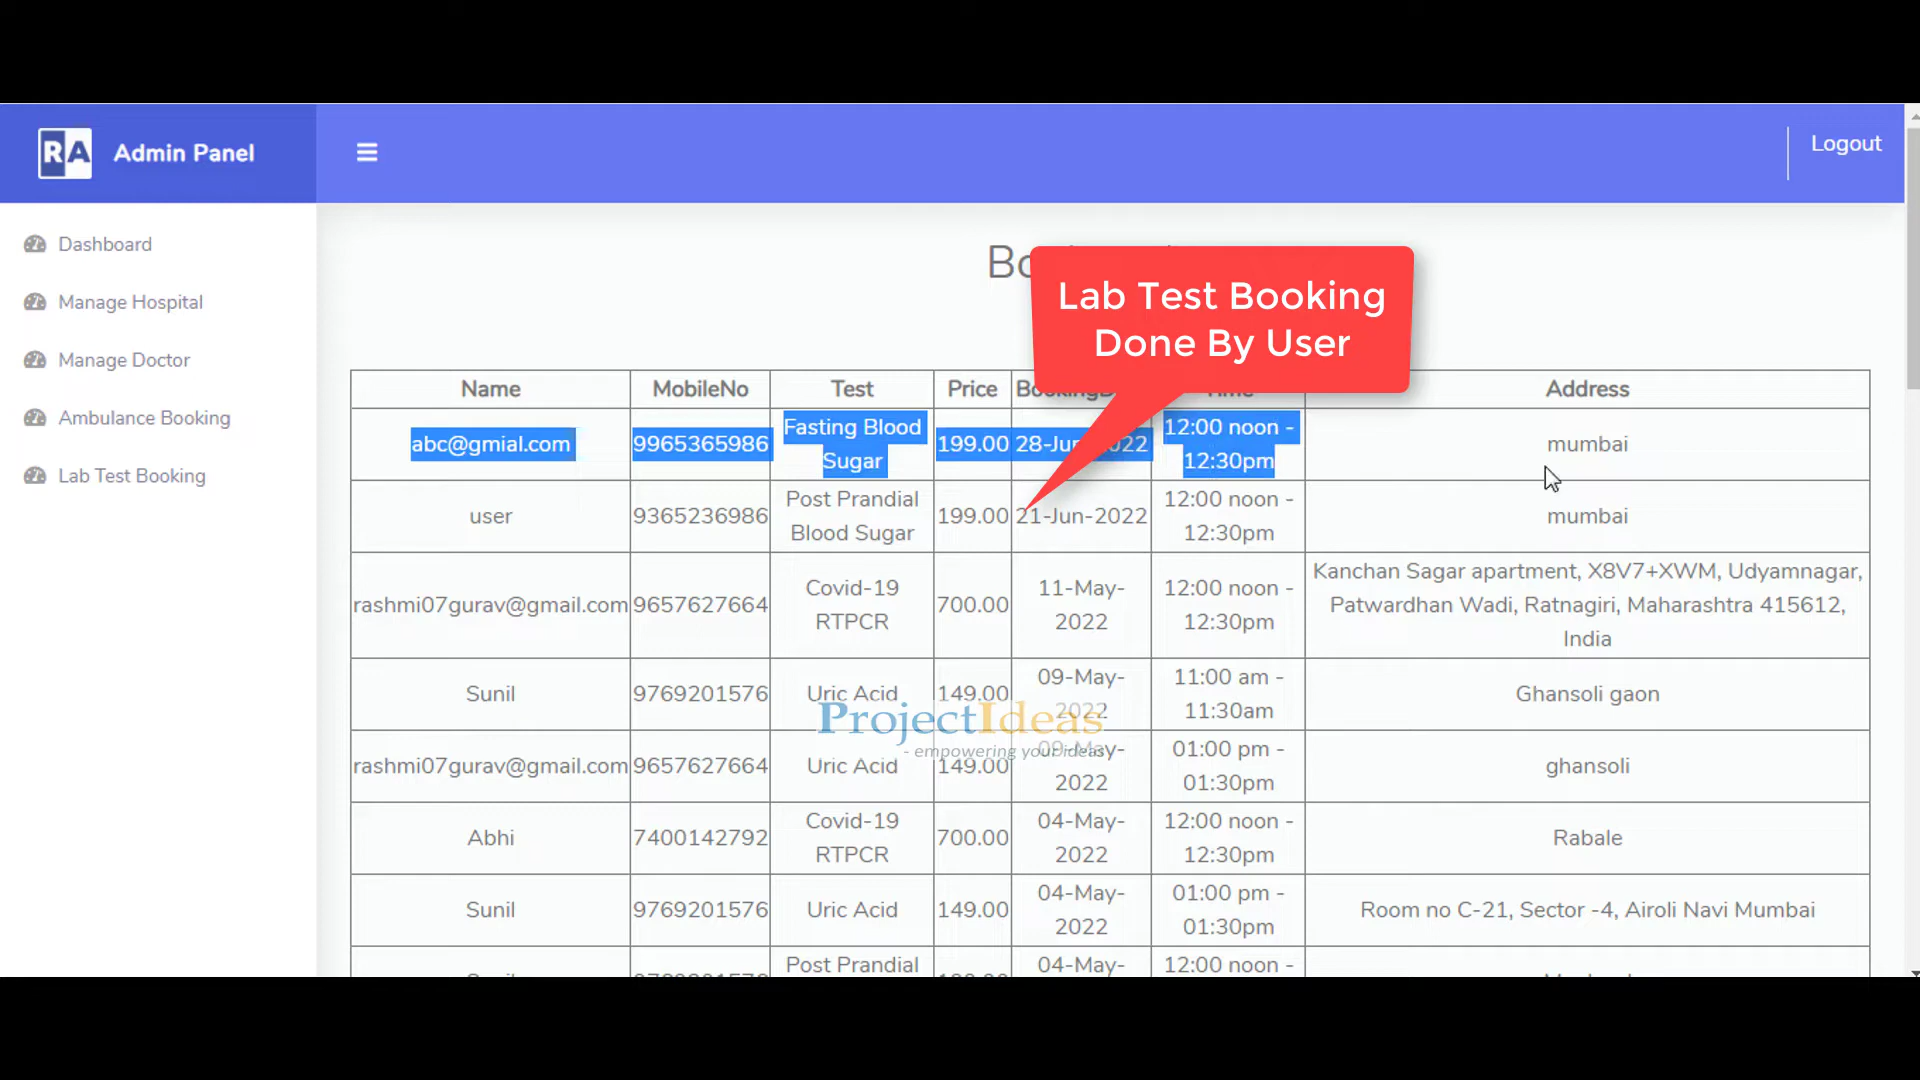 RA Admin Panel
Logout
Dashboard
Manage Hospital
Manage Doctor
Ambulance Booking
Lab Test Booking
Lab Test Booking
Done By User
Name MobileNo Test Price Address
abc@gmial.com 9965365986 Fasting Blood Sugar 199.00 12:00 noon - 12:30pm mumbai
user 9365236986 Post Prandial Blood Sugar 199.00 21-Jun-2022 12:00 noon - 12:30pm mumbai
rashmi07gurav@gmail.com 9657627664 Covid-19 RTPCR 700.00 11-May-2022 12:00 noon - 12:30pm Kanchan Sagar apartment, X8V7+XWM, Udyamnagar, Patwardhan Wadi, Ratnagiri, Maharashtra 415612, India
Sunil 9769201576 Uric Acid 149.00 09-May-2022 11:00 am - 11:30am Ghansoli gaon
ProjectIdeas
- empowering your ideas
rashmi07gurav@gmail.com 9657627664 Uric Acid 149.00 09-May-2022 01:00 pm - 01:30pm ghansoli
Abhi 7400142792 Covid-19 RTPCR 700.00 04-May-2022 12:00 noon - 12:30pm Rabale
Sunil 9769201576 Uric Acid 149.00 04-May-2022 01:00 pm - 01:30pm Room no C-21, Sector -4, Airoli Navi Mumbai
Post Prandial 04-May- 12:00 noon -